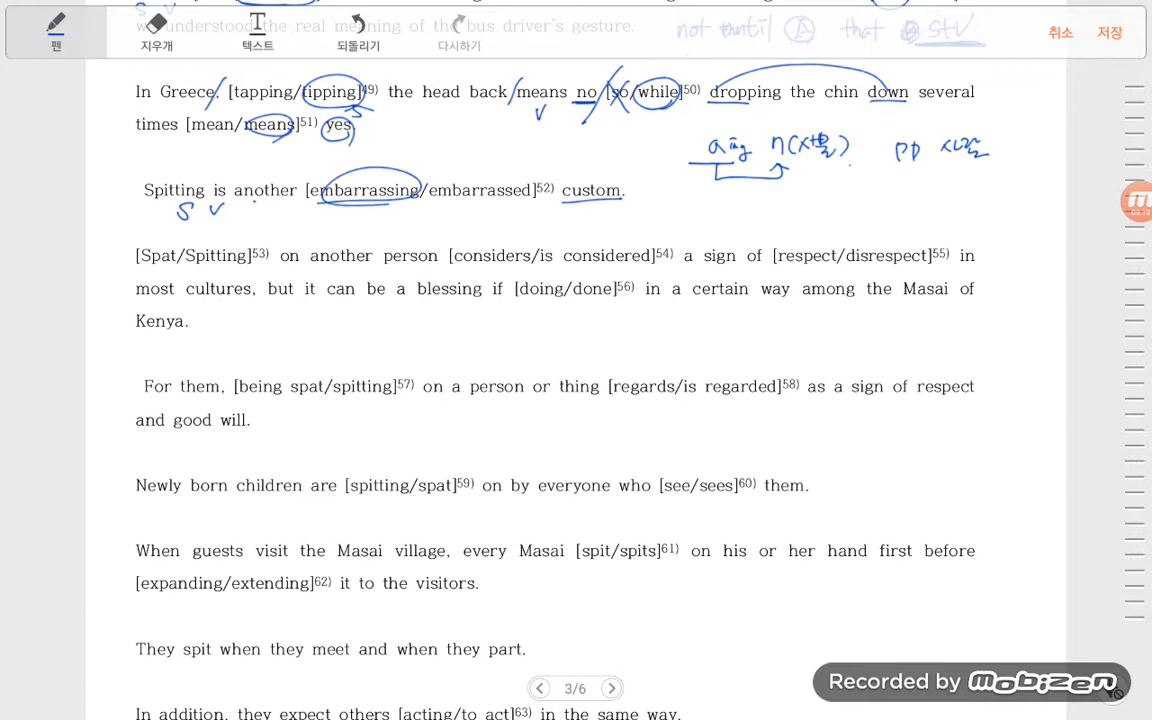 S V
understood the real meaning of the bus driver's gesture. not until Ⓐ that Ⓑ S+V
펜 지우개 텍스트 되돌리기 다시하기 취소 저장
In Greece, [tapping/tipping]49) the head back means no [so/while]50) dropping the chin down several
V
times [mean/means]51) yes.
a ing n(사물) pp 사람
Spitting is another [embarrassing/embarrassed]52) custom.
S V
[Spat/Spitting]53) on another person [considers/is considered]54) a sign of [respect/disrespect]55) in
most cultures, but it can be a blessing if [doing/done]56) in a certain way among the Masai of
Kenya.
For them, [being spat/spitting]57) on a person or thing [regards/is regarded]58) as a sign of respect
and good will.
Newly born children are [spitting/spat]59) on by everyone who [see/sees]60) them.
When guests visit the Masai village, every Masai [spit/spits]61) on his or her hand first before
[expanding/extending]62) it to the visitors.
They spit when they meet and when they part.
3/6
Recorded by mobizen
In addition, they expect others [acting/to act]63) in the same way.